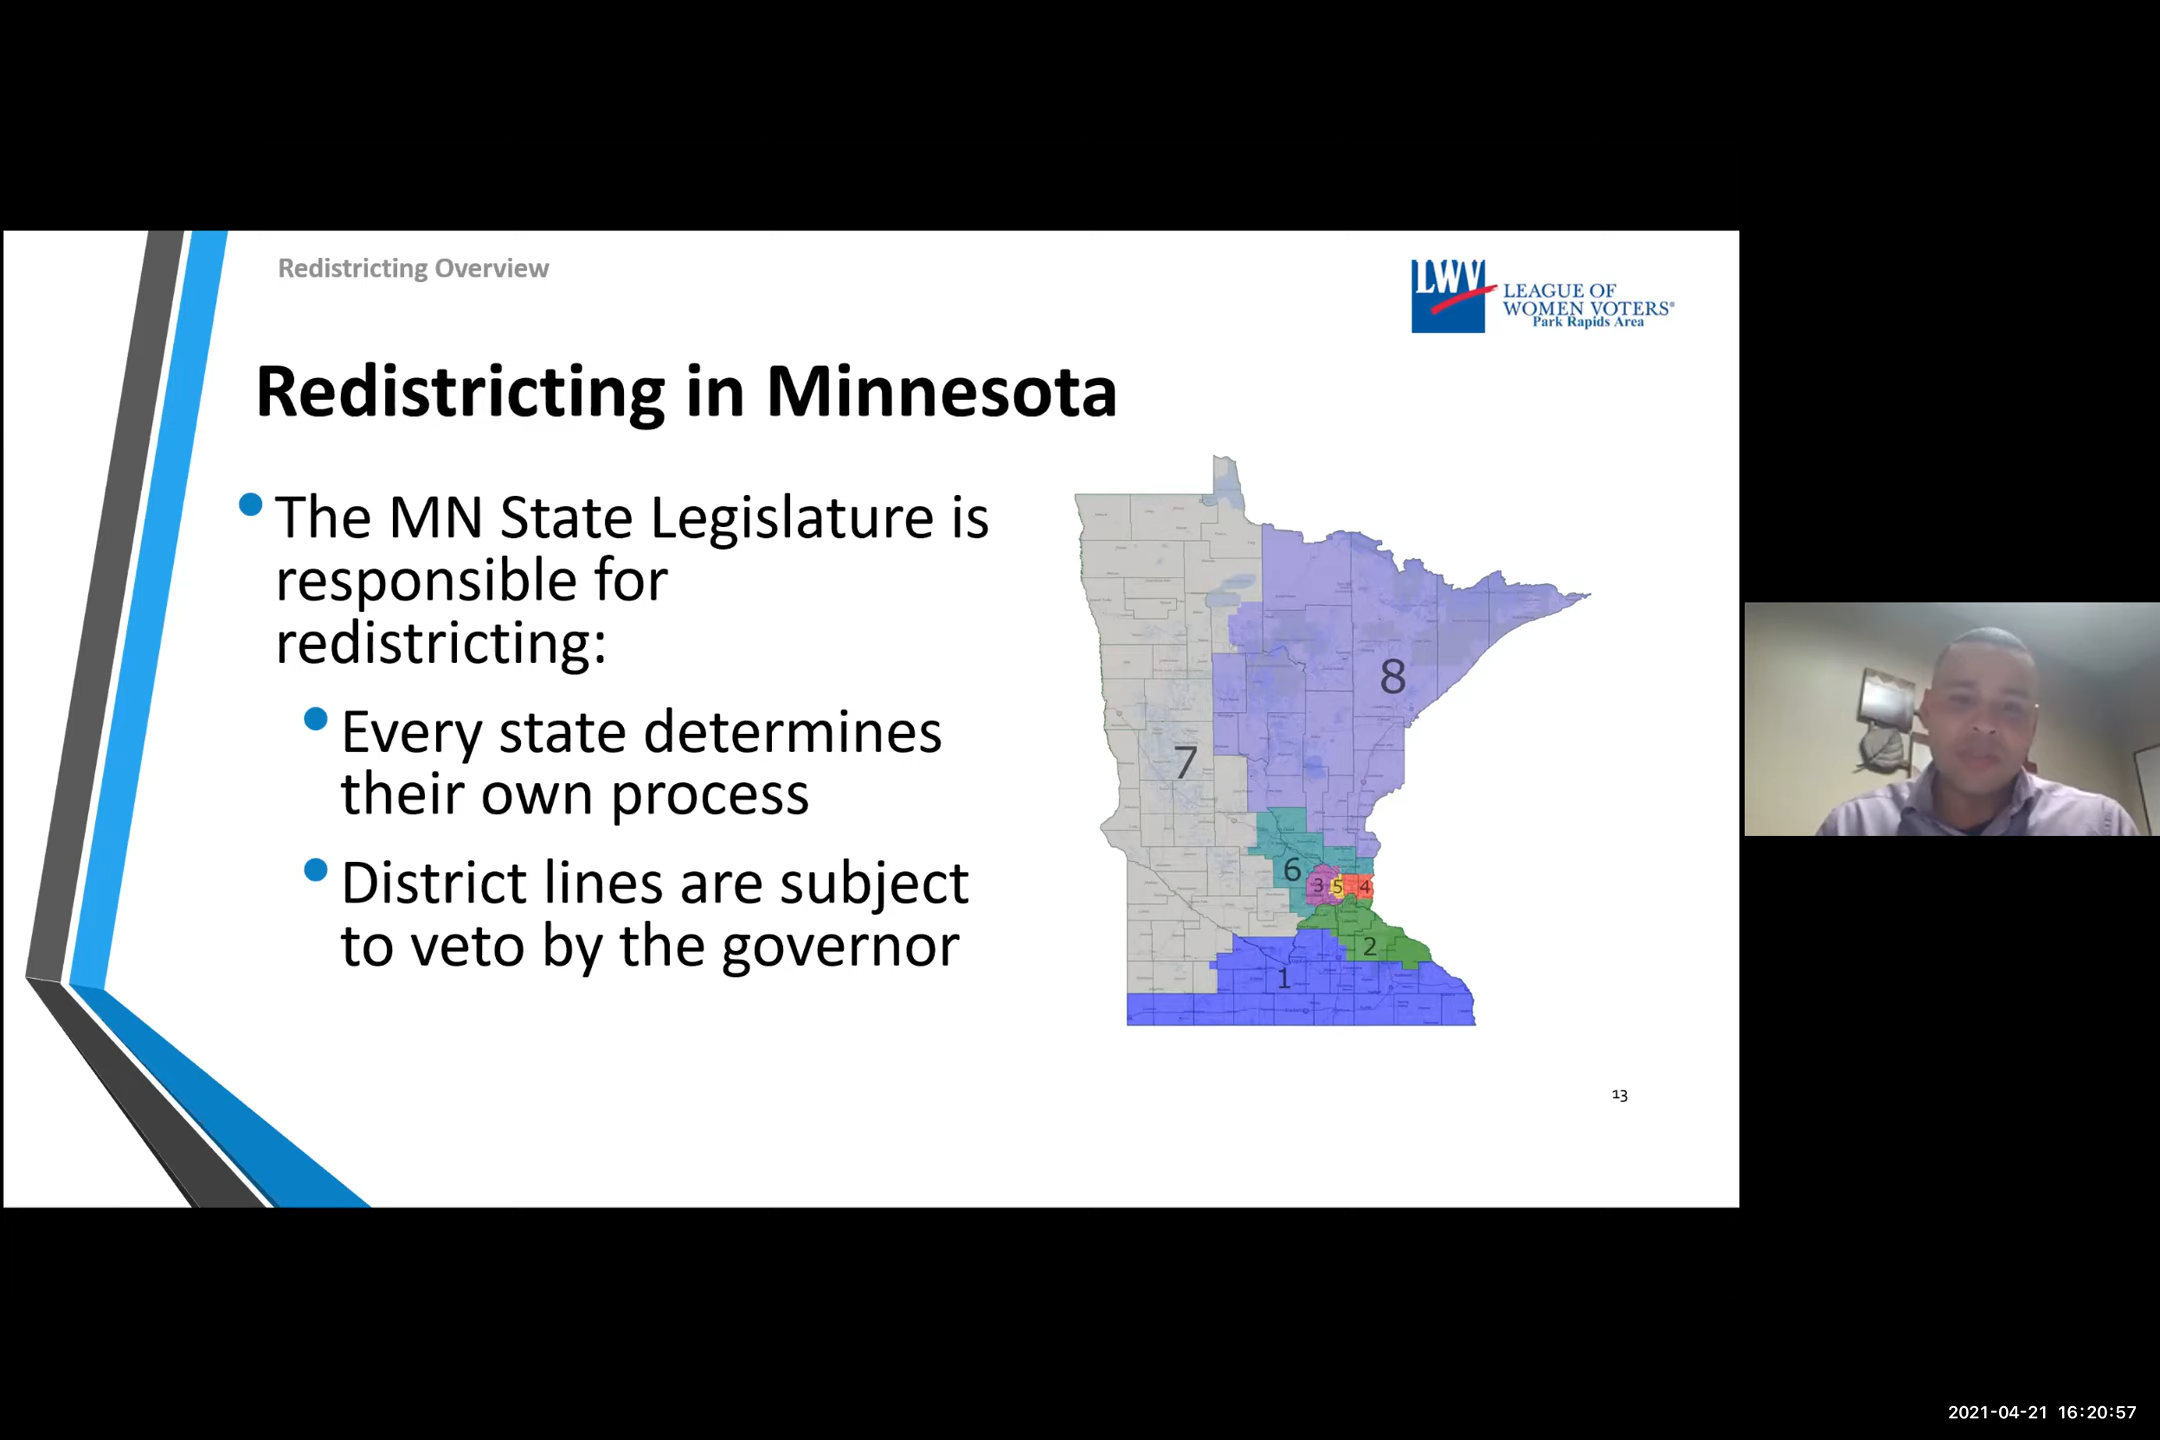 Redistricting Overview
LWV
LEAGUE OF
WOMEN VOTERS®
Park Rapids Area
Redistricting in Minnesota
• The MN State Legislature is
responsible for
redistricting:
• Every state determines
their own process
• District lines are subject
to veto by the governor
8
7
6
3 5 4
2
1
13
2021-04-21 16:20:57